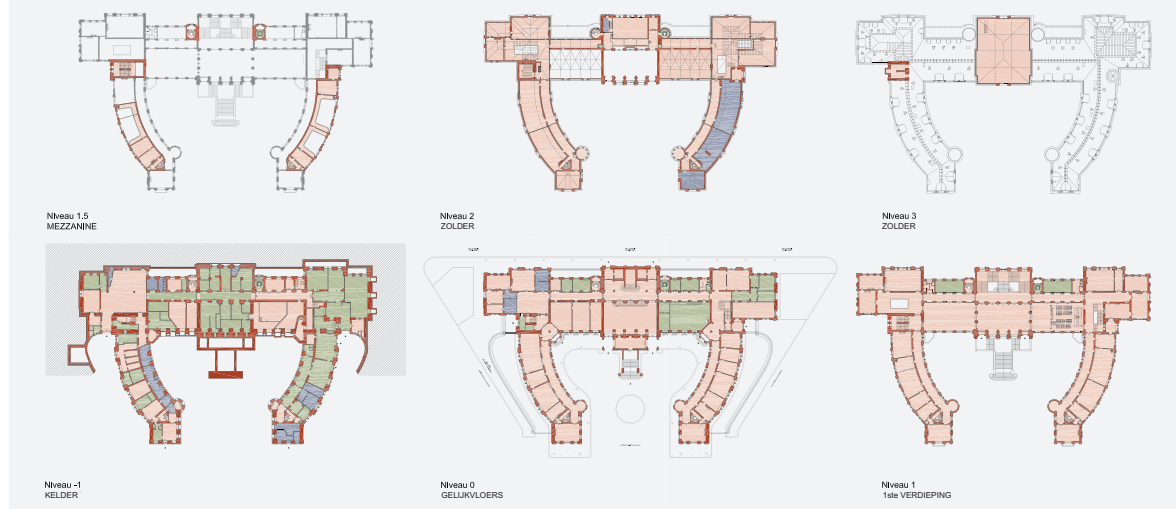 Niveau 1.5
MEZZANINE
Niveau 2
ZOLDER
Niveau 3
ZOLDER
Niveau -1
KELDER
Niveau 0
GELIJKVLOERS
Niveau 1
1ste VERDIEPING